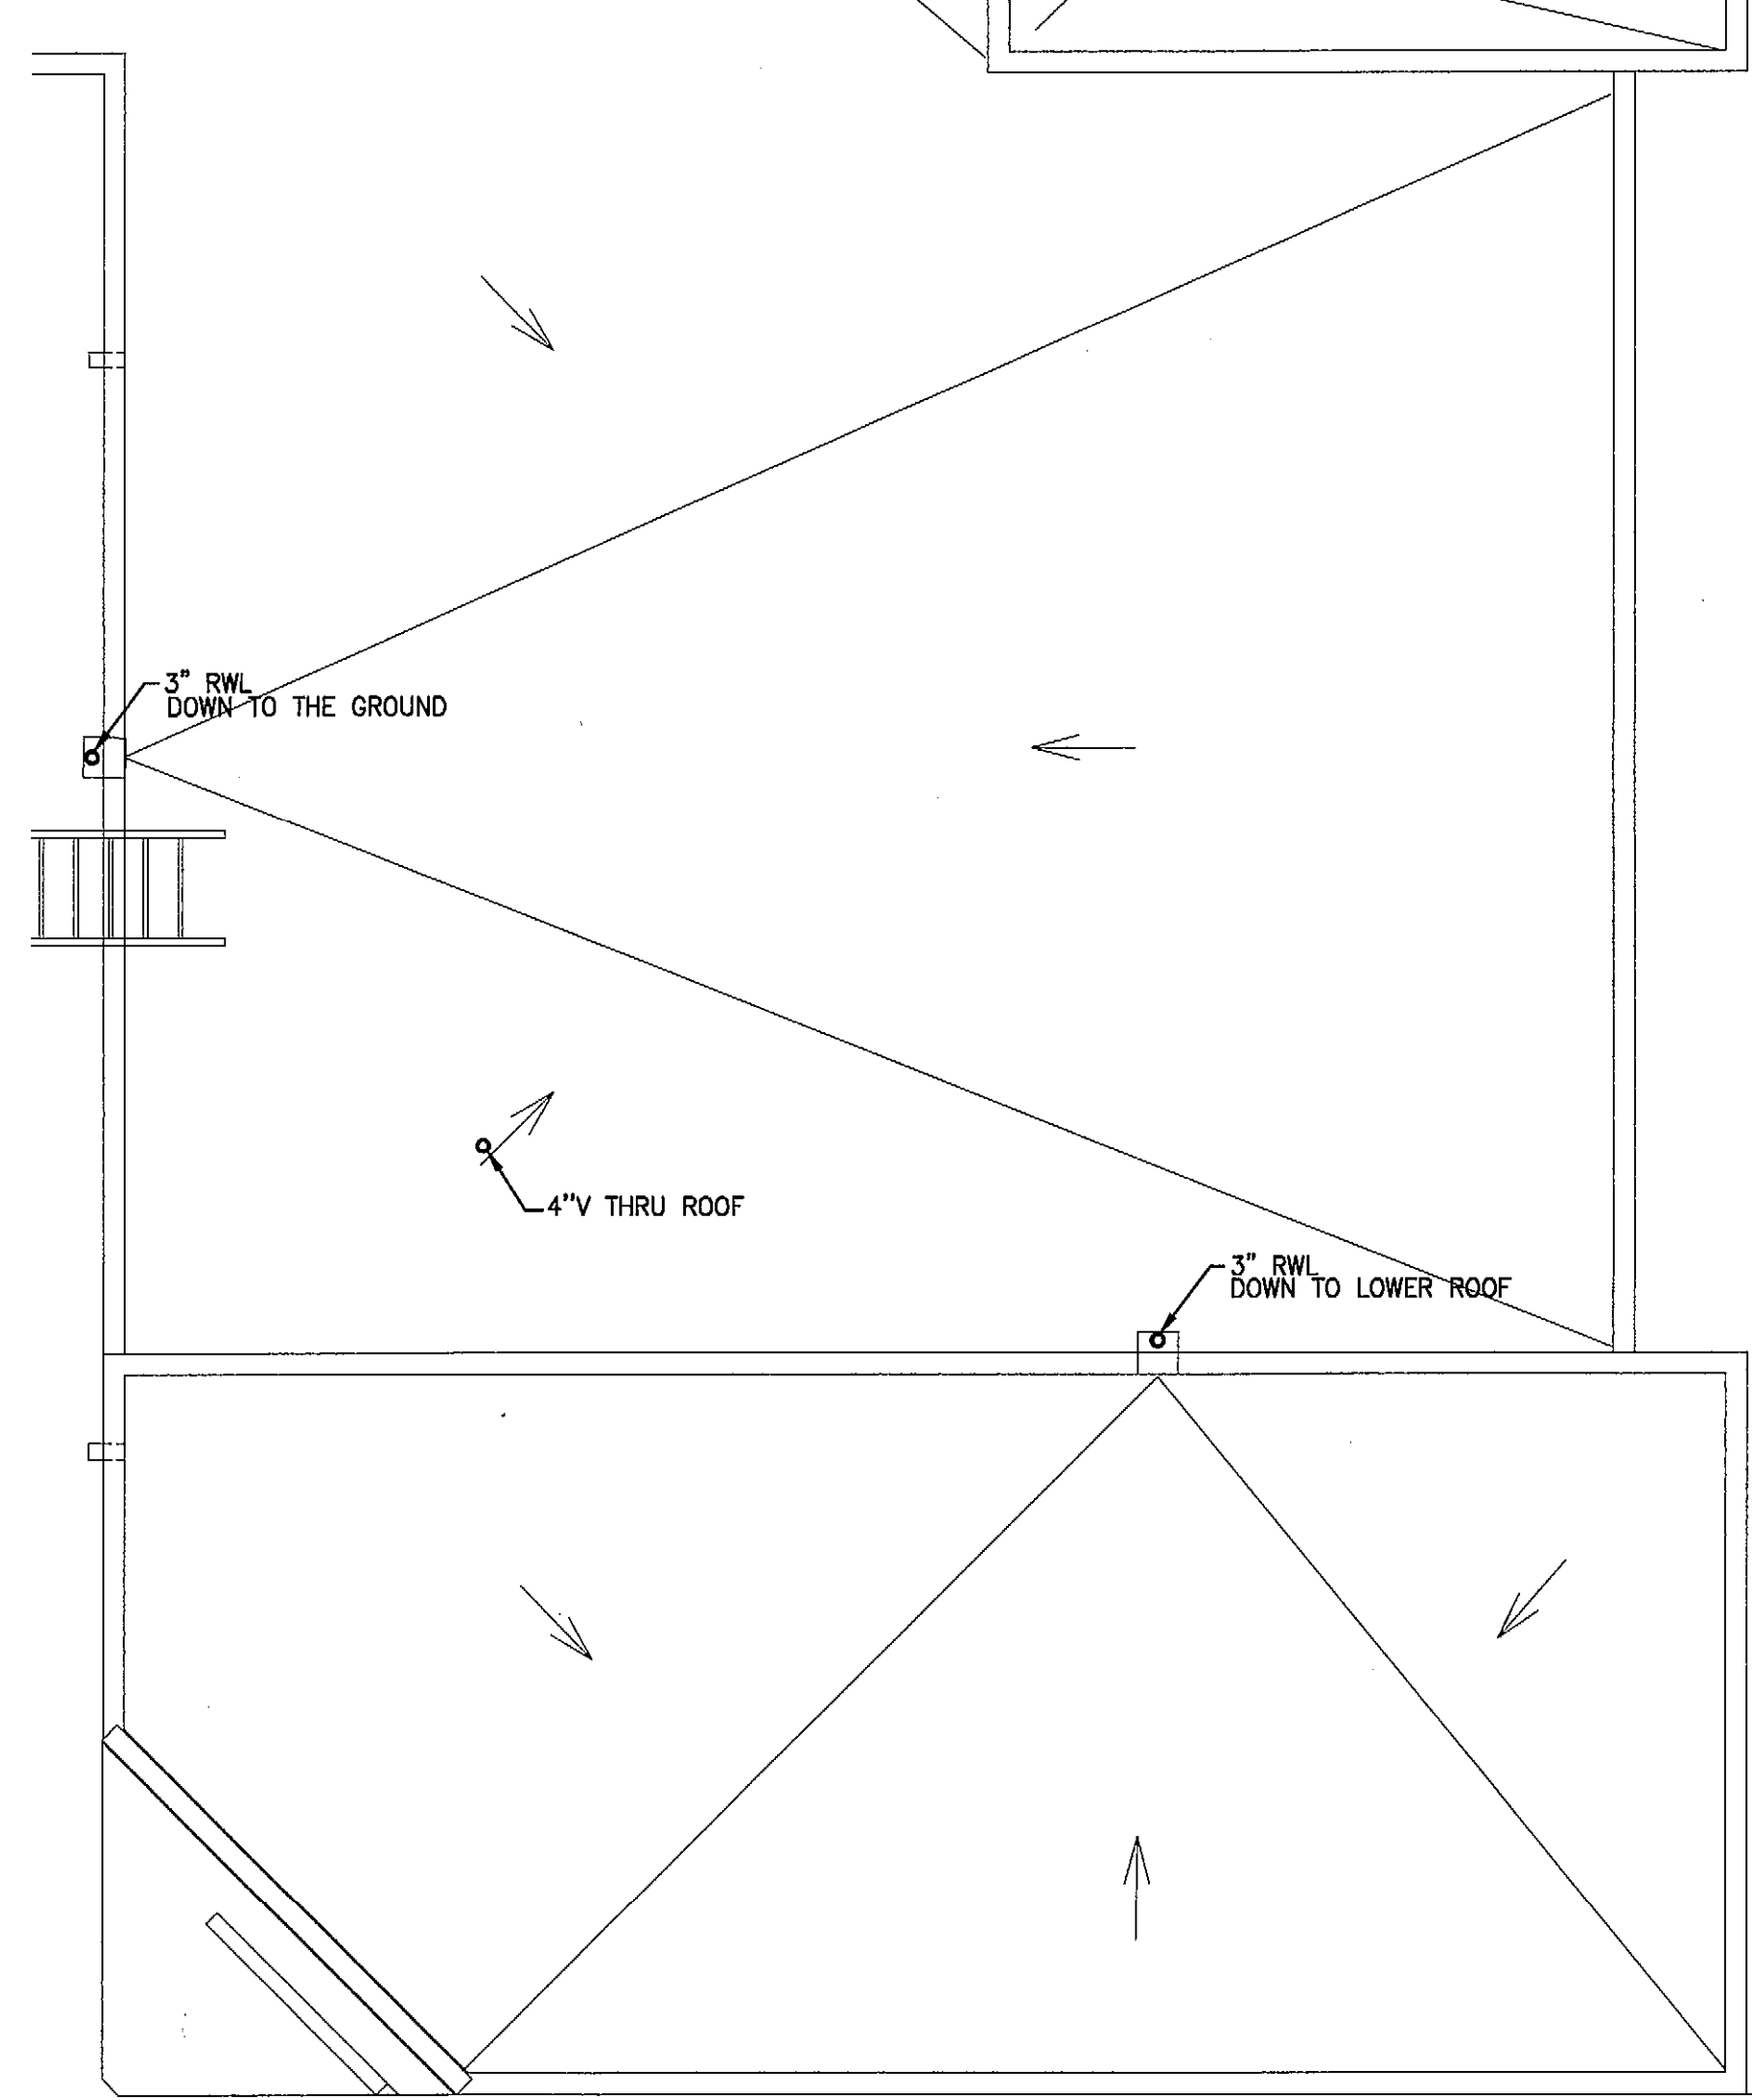 3" RWL
DOWN TO THE GROUND
4"V THRU ROOF
3" RWL
DOWN TO LOWER ROOF